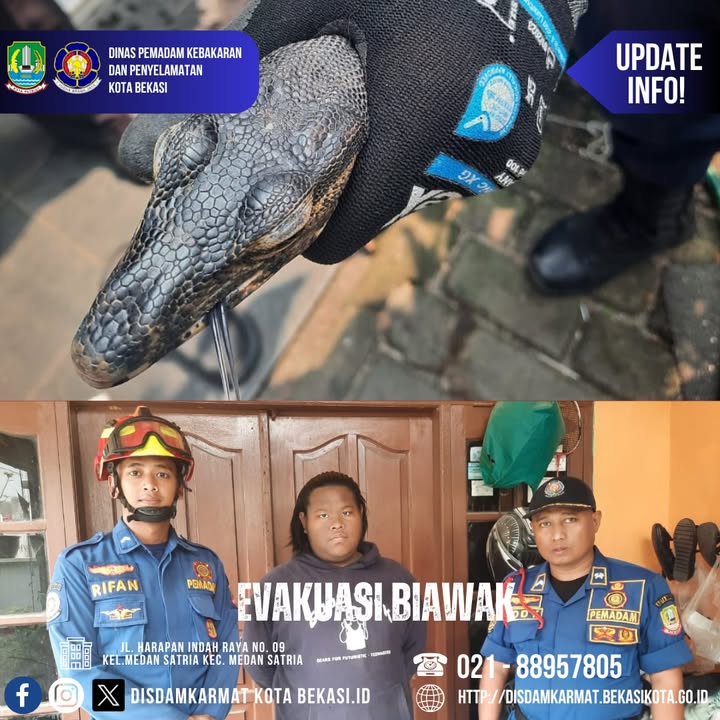 DINAS PEMADAM KEBAKARAN
DAN PENYELAMATAN
KOTA BEKASI
UPDATE
INFO!
RIFAN
PEMADAM
EVAKUASI BIAWAK
JL. HARAPAN INDAH RAYA NO. 09
KEL.MEDAN SATRIA KEC. MEDAN SATRIA
021 - 88957805
DISDAMKARMAT KOTA BEKASI.ID
HTTP://DISDAMKARMAT.BEKASIKOTA.GO.ID